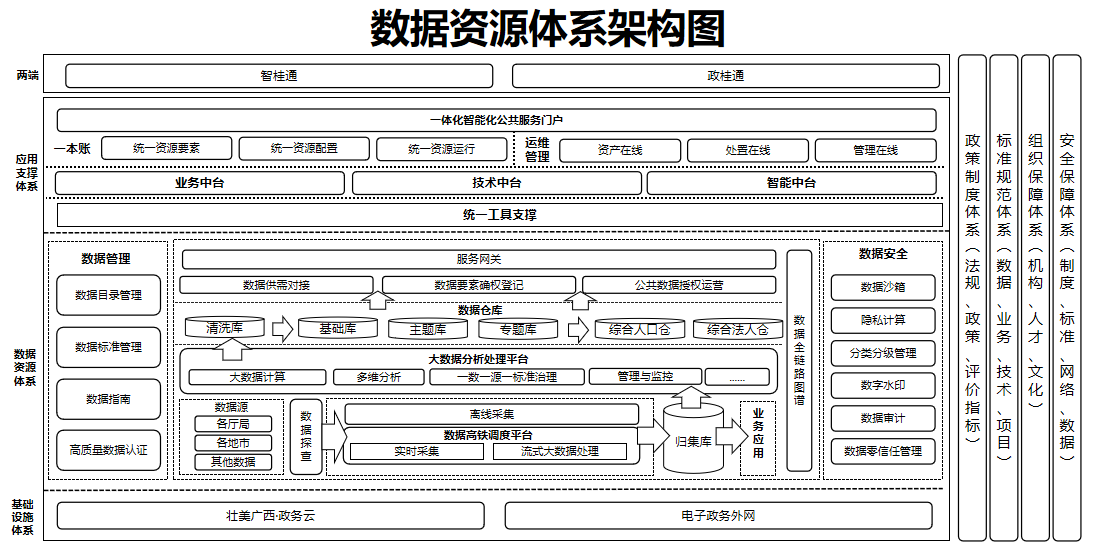 数据资源体系架构图
两端
智桂通
政桂通
应用
支撑
体系
一体化智能化公共服务门户
一本账
统一资源要素
统一资源配置
统一资源运行
运维
管理
资产在线
处置在线
管理在线
业务中台
技术中台
智能中台
统一工具支撑
数据
资源
体系
数据管理
数据目录管理
数据标准管理
数据指南
高质量数据认证
服务网关
数据供需对接
数据要素确权登记
公共数据授权运营
数据仓库
清洗库
基础库
主题库
专题库
综合人口仓
综合法人仓
大数据分析处理平台
大数据计算
多维分析
一数一源一标准治理
管理与监控
......
数据源
各厅局
各地市
其他数据
数据探查
离线采集
数据高铁调度平台
实时采集
流式大数据处理
归集库
业务应用
数据全链路图谱
数据安全
数据沙箱
隐私计算
分类分级管理
数字水印
数据审计
数据零信任管理
基础
设施
体系
壮美广西·政务云
电子政务外网
政策制度体系（法规、政策、评价指标）
标准规范体系（数据、业务、技术、项目）
组织保障体系（机构、人才、文化）
安全保障体系（制度、标准、网络、数据）